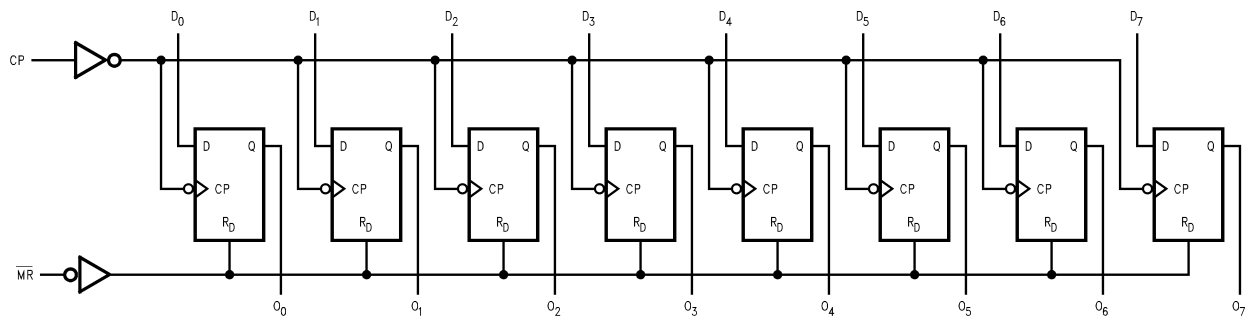 D0 D1 D2 D3 D4 D5 D6 D7
CP
D Q D Q D Q D Q D Q D Q D Q D Q
CP CP CP CP CP CP CP CP
RD RD RD RD RD RD RD RD
M̅R̅
O0 O1 O2 O3 O4 O5 O6 O7